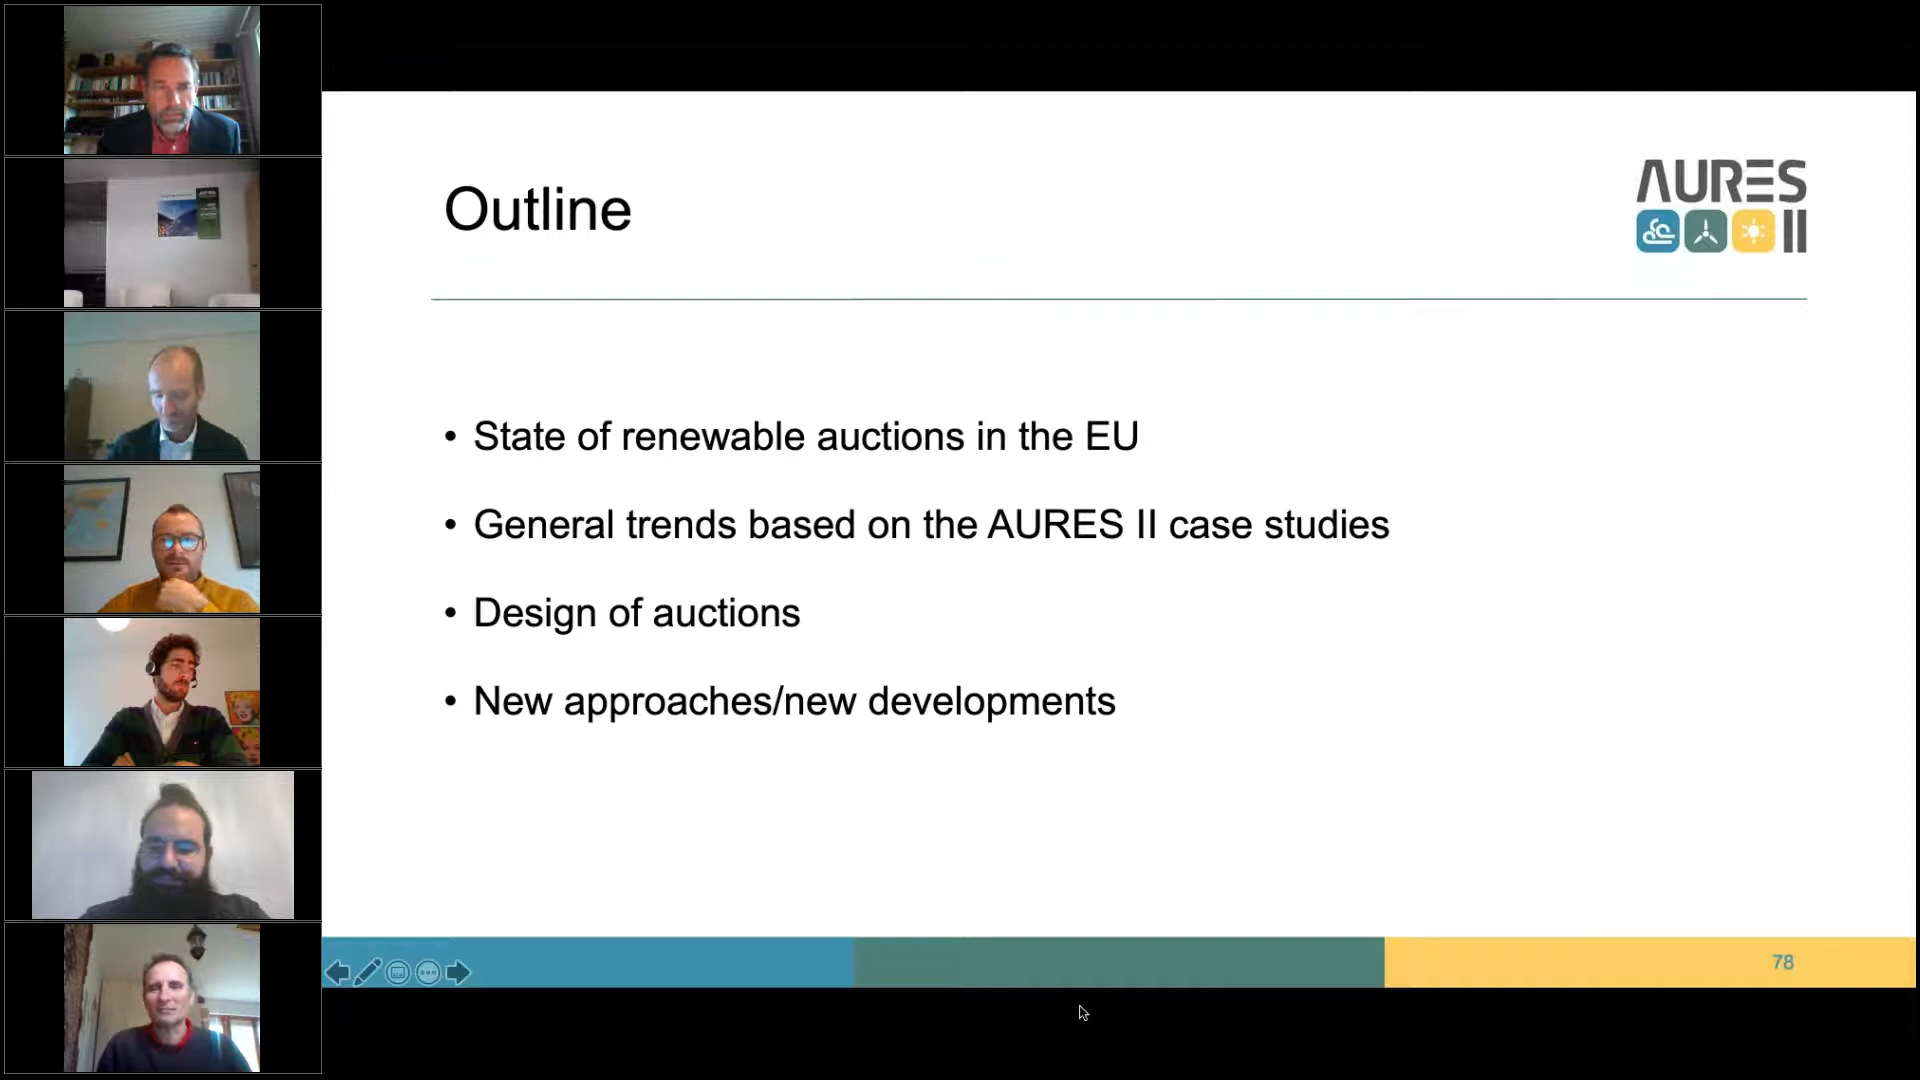 Outline
AURES
II
• State of renewable auctions in the EU
• General trends based on the AURES II case studies
• Design of auctions
• New approaches/new developments
78